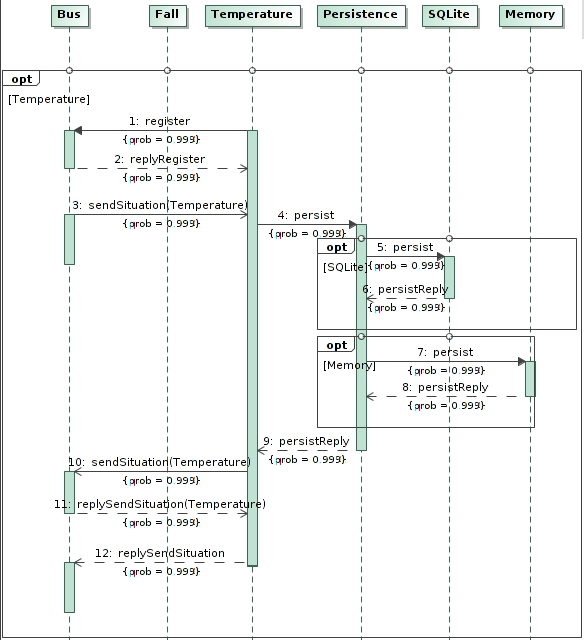 Bus Fall Temperature Persistence SQLite Memory
opt
[Temperature]
1: register
{prob = 0.999}
2: replyRegister
{prob = 0.999}
3: sendSituation(Temperature)
{prob = 0.999}
4: persist
{prob = 0.999}
opt
5: persist
[SQLite]
{prob = 0.999}
6: persistReply
{prob = 0.999}
opt
7: persist
[Memory]
{prob = 0.999}
8: persistReply
{prob = 0.999}
9: persistReply
{prob = 0.999}
10: sendSituation(Temperature)
{prob = 0.999}
11: replySendSituation(Temperature)
{prob = 0.999}
12: replySendSituation
{prob = 0.999}